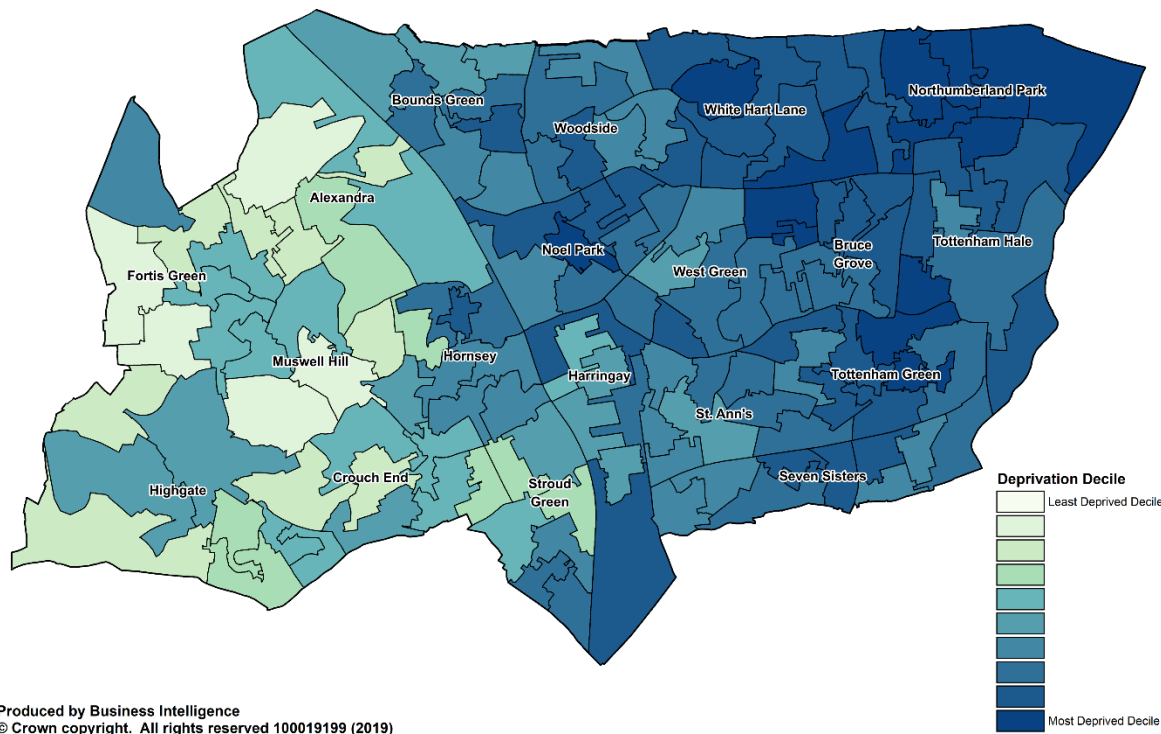 Northumberland Park
Bounds Green
White Hart Lane
Woodside
Alexandra
Noel Park
Bruce
Grove
Tottenham Hale
West Green
Fortis Green
Muswell Hill
Hornsey
Harringay
Tottenham Green
St. Ann's
Crouch End
Seven Sisters
Highgate
Stroud
Green
Deprivation Decile
Least Deprived Decile
Most Deprived Decile
Produced by Business Intelligence
© Crown copyright. All rights reserved 100019199 (2019)